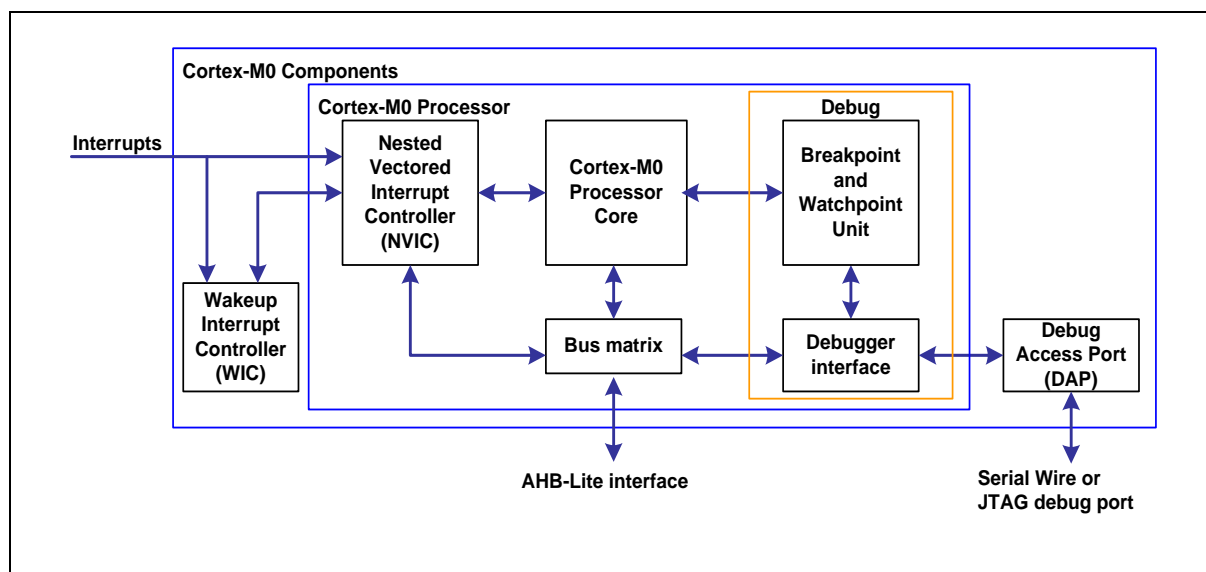 Cortex-M0 Components
Cortex-M0 Processor
Debug
Interrupts
Nested
Vectored
Interrupt
Controller
(NVIC)
Cortex-M0
Processor
Core
Breakpoint
and
Watchpoint
Unit
Wakeup
Interrupt
Controller
(WIC)
Bus matrix
Debugger
interface
Debug
Access Port
(DAP)
AHB-Lite interface
Serial Wire or
JTAG debug port